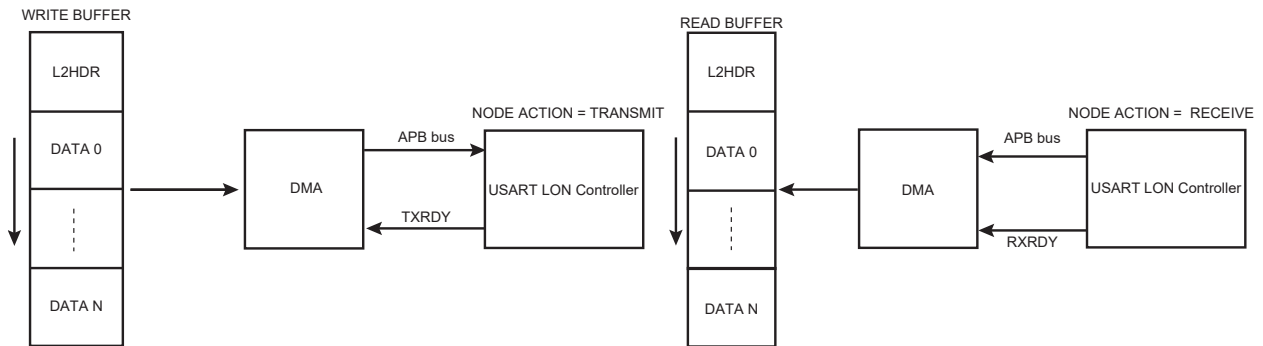 WRITE BUFFER
L2HDR
DATA 0
DATA N
DMA
APB bus
TXRDY
NODE ACTION = TRANSMIT
USART LON Controller
READ BUFFER
L2HDR
DATA 0
DATA N
DMA
APB bus
RXRDY
NODE ACTION = RECEIVE
USART LON Controller